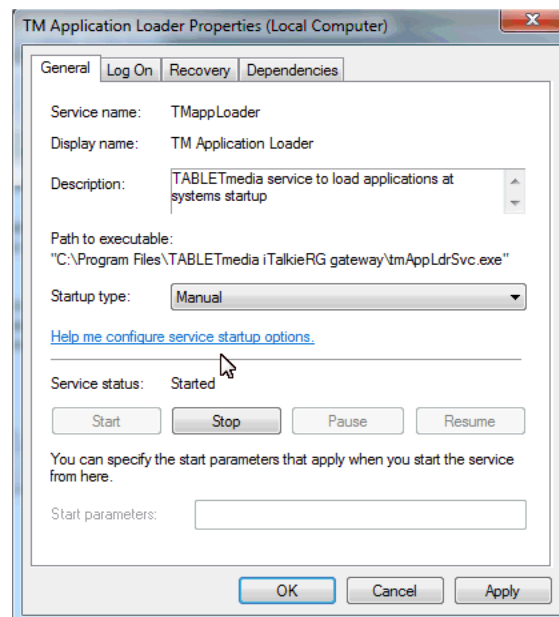 TM Application Loader Properties (Local Computer)
General Log On Recovery Dependencies
Service name: TMappLoader
Display name: TM Application Loader
Description: TABLETmedia service to load applications at
systems startup
Path to executable:
"C:\Program Files\TABLETmedia iTalkieRG gateway\tmAppLdrSvc.exe"
Startup type: Manual
Help me configure service startup options.
Service status: Started
Start Stop Pause Resume
You can specify the start parameters that apply when you start the service
from here.
Start parameters:
OK Cancel Apply